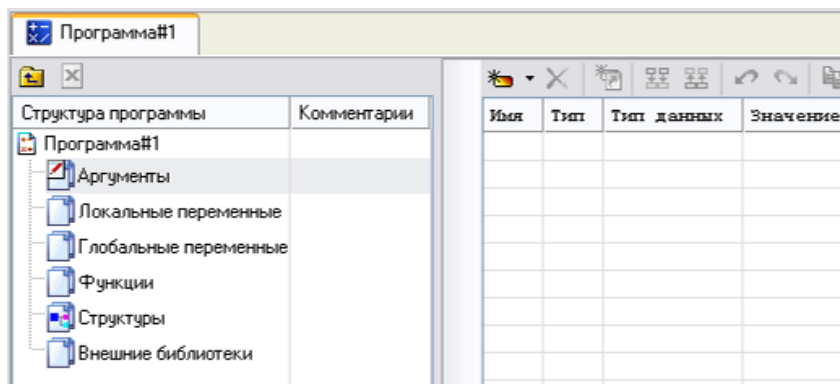 Программа#1
Структура программы Комментарии
Имя Тип Тип данных Значение
Программа#1
Аргументы
Локальные переменные
Глобальные переменные
Функции
Структуры
Внешние библиотеки